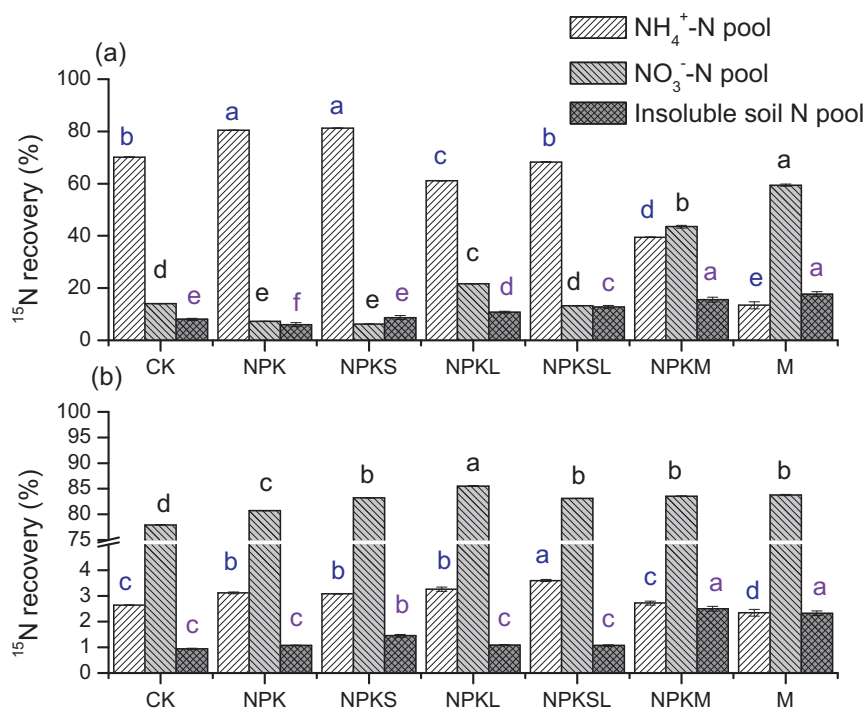 (a)
NH₄⁺-N pool
NO₃⁻-N pool
Insoluble soil N pool
¹⁵N recovery (%)
100
80
60
40
20
0
b d e
a e f
a e e
c c d
b d c
d b a
e a a
CK NPK NPKS NPKL NPKSL NPKM M
(b)
¹⁵N recovery (%)
100
95
90
85
80
75
4
3
2
1
0
c d c
b c c
b b b
b a c
a b c
c b a
d b a
CK NPK NPKS NPKL NPKSL NPKM M